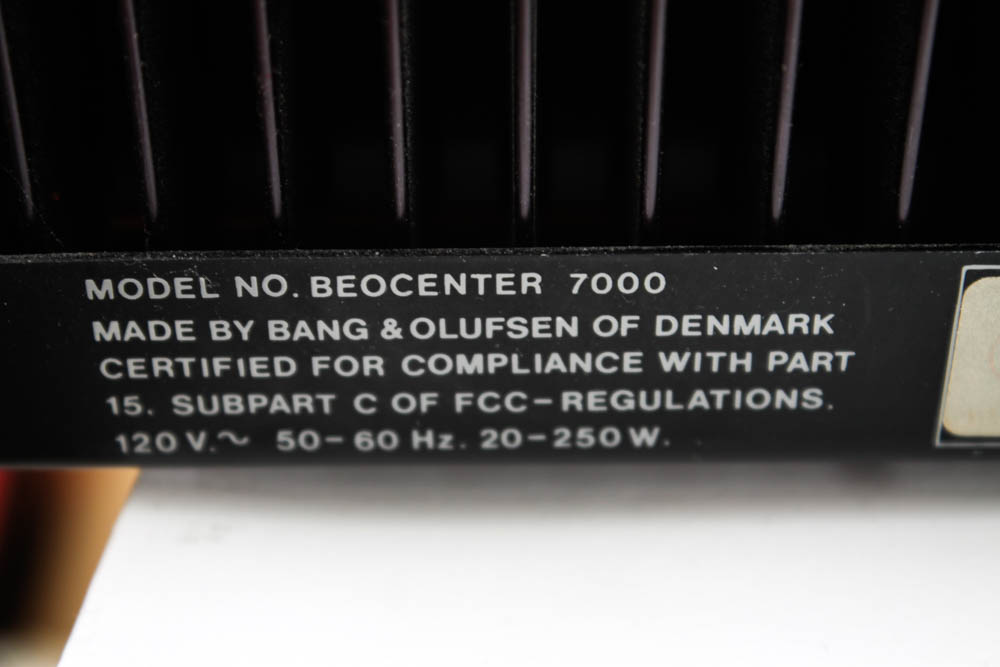 MODEL NO. BEOCENTER 7000
MADE BY BANG & OLUFSEN OF DENMARK
CERTIFIED FOR COMPLIANCE WITH PART
15. SUBPART C OF FCC-REGULATIONS.
120 V.~ 50-60 Hz. 20-250 W.